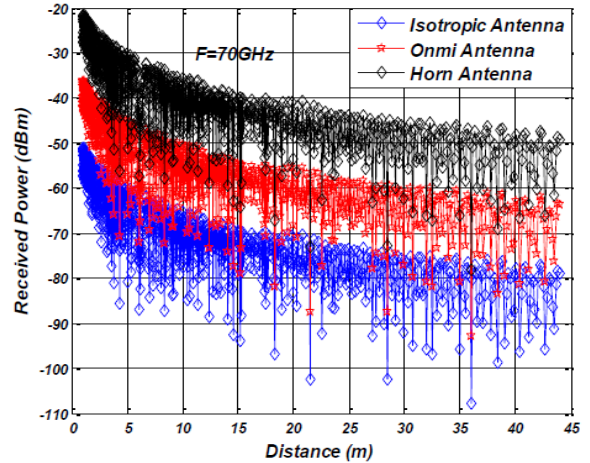 -20
-30
-40
-50
-60
-70
-80
-90
-100
-110
Received Power (dBm)
F=70GHz
Isotropic Antenna
Onmi Antenna
Horn Antenna
0 5 10 15 20 25 30 35 40 45
Distance (m)